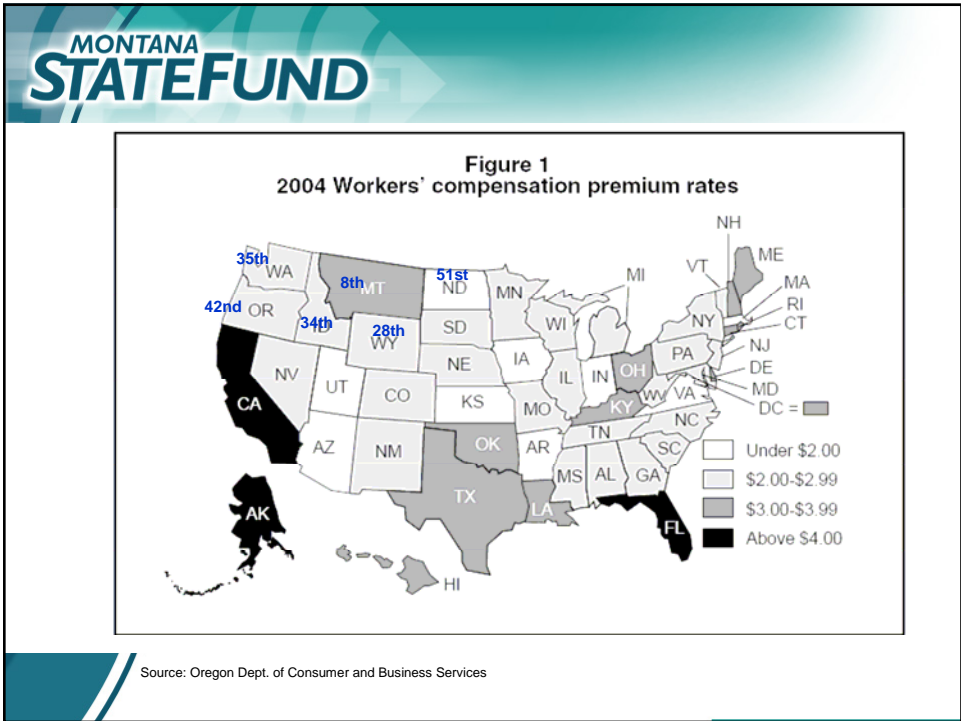 MONTANA
STATEFUND
Figure 1
2004 Workers' compensation premium rates
NH
ME
VT
MA
RI
CT
NJ
DE
MD
DC =
MI
35th
WA
8th
MT
51st
ND
MN
42nd
OR
34th
ID
28th
WY
SD
WI
NY
PA
NV
UT
CO
NE
IA
IL
IN
OH
WV
VA
CA
KS
MO
KY
NC
AZ
NM
OK
AR
TN
SC
TX
LA
MS
AL
GA
FL
AK
HI
Under $2.00
$2.00-$2.99
$3.00-$3.99
Above $4.00
Source: Oregon Dept. of Consumer and Business Services